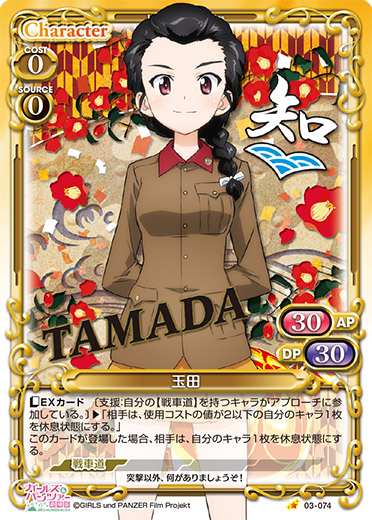 Character
COST
0
SOURCE
0
知
TAMADA
30 AP
DP 30
玉田
EXカード 〔支援:自分の【戦車道】を持つキャラがアプローチに参
加している。〕▶「相手は、使用コストの値が2以下の自分のキャラ1枚
を休息状態にする。」
このカードが登場した場合、相手は、自分のキャラ1枚を休息状態に
する。
戦車道
突撃以外、何がありましょうぞ!
ガールズ&パンツァー 劇場版
©GIRLS und PANZER Film Projekt
03-074